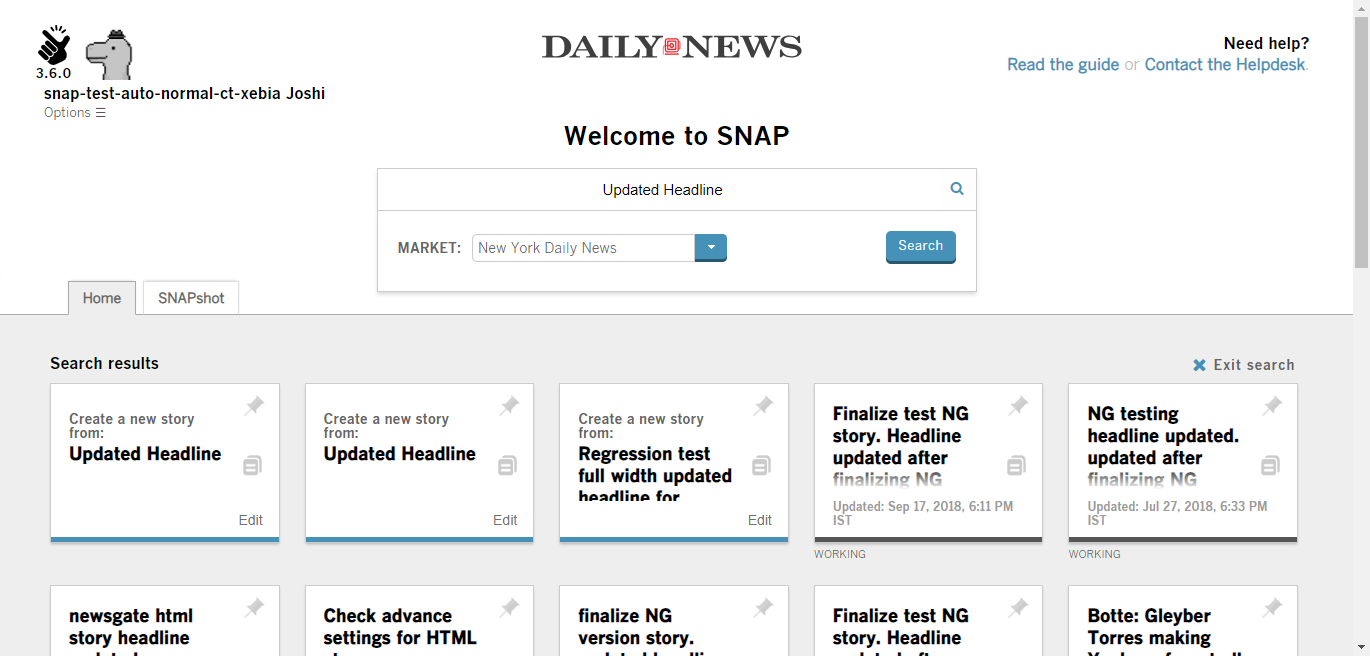 3.6.0
snap-test-auto-normal-ct-xebia Joshi
Options ☰
DAILY NEWS
Need help?
Read the guide or Contact the Helpdesk.
Welcome to SNAP
Updated Headline
MARKET: New York Daily News
Search
Home SNAPshot
Search results
Exit search
Create a new story
from:
Updated Headline
Edit
Create a new story
from:
Updated Headline
Edit
Create a new story
from:
Regression test
full width updated
headline for
Edit
Finalize test NG
story. Headline
updated after
finalizing NG
Updated: Sep 17, 2018, 6:11 PM
IST
WORKING
NG testing
headline updated.
updated after
finalizing NG
Updated: Jul 27, 2018, 6:33 PM
IST
WORKING
newsgate html
story headline
Check advance
settings for HTML
finalize NG
version story.
Finalize test NG
story. Headline
Botte: Gleyber
Torres making